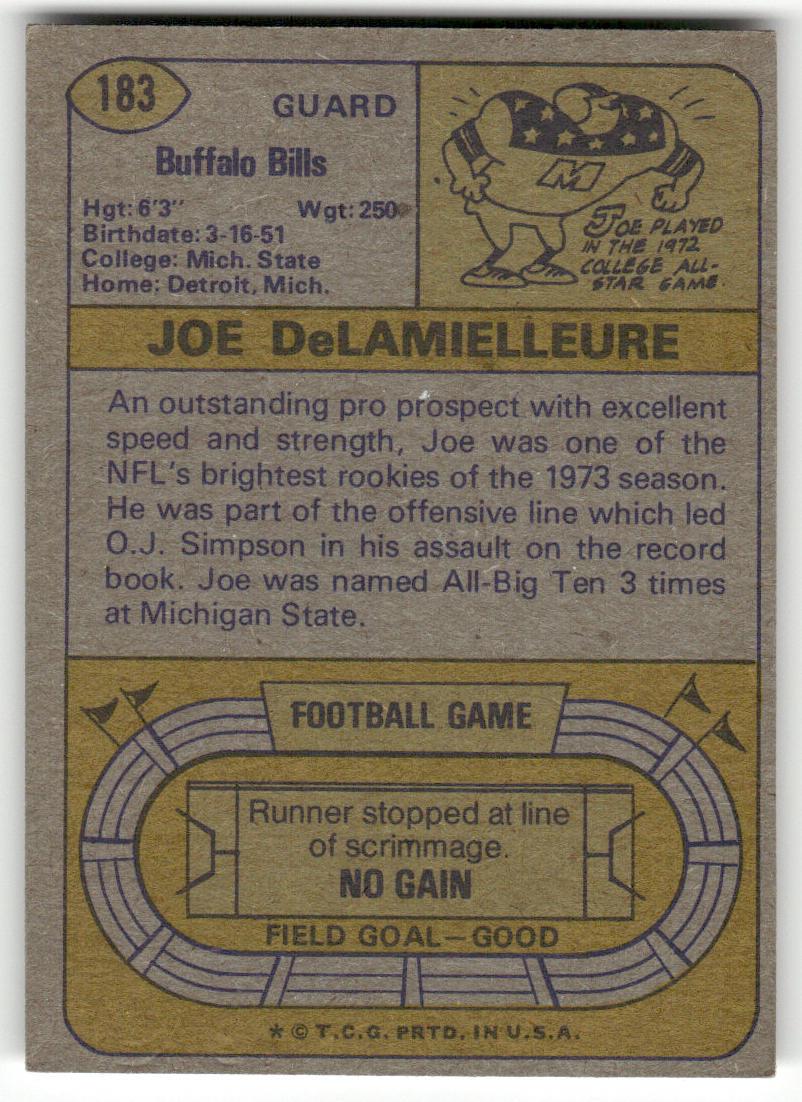 183
GUARD
Buffalo Bills
Hgt: 6'3" Wgt: 250
Birthdate: 3-16-51
College: Mich. State
Home: Detroit, Mich.
M
JOE PLAYED
IN THE 1972
COLLEGE ALL-
STAR GAME.
JOE DeLAMIELLEURE
An outstanding pro prospect with excellent
speed and strength, Joe was one of the
NFL's brightest rookies of the 1973 season.
He was part of the offensive line which led
O.J. Simpson in his assault on the record
book. Joe was named All-Big Ten 3 times
at Michigan State.
FOOTBALL GAME
Runner stopped at line
of scrimmage.
NO GAIN
FIELD GOAL—GOOD
* © T.C.G. PRTD. IN U.S.A.